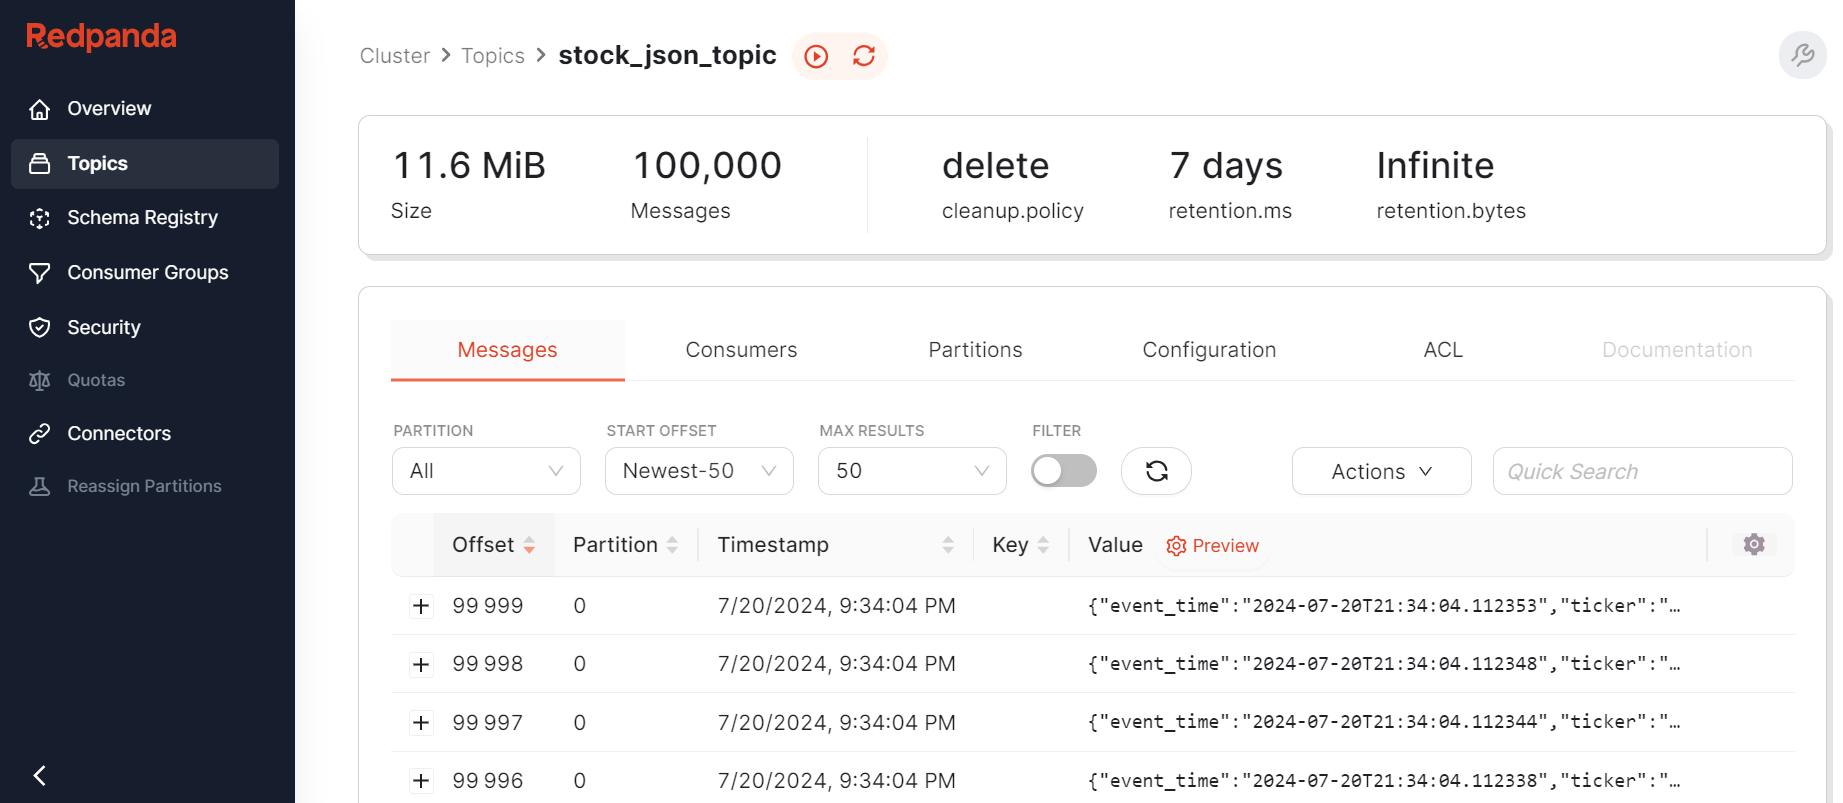 Redpanda
Overview
Topics
Schema Registry
Consumer Groups
Security
Quotas
Connectors
Reassign Partitions
Cluster > Topics > stock_json_topic
11.6 MiB 100,000 delete 7 days Infinite
Size Messages cleanup.policy retention.ms retention.bytes
Messages Consumers Partitions Configuration ACL Documentation
PARTITION START OFFSET MAX RESULTS FILTER
All Newest-50 50 Actions Quick Search
Offset Partition Timestamp Key Value Preview
99 999 0 7/20/2024, 9:34:04 PM {"event_time":"2024-07-20T21:34:04.112353","ticker":"…
99 998 0 7/20/2024, 9:34:04 PM {"event_time":"2024-07-20T21:34:04.112348","ticker":"…
99 997 0 7/20/2024, 9:34:04 PM {"event_time":"2024-07-20T21:34:04.112344","ticker":"…
99 996 0 7/20/2024, 9:34:04 PM {"event_time":"2024-07-20T21:34:04.112338","ticker":"…